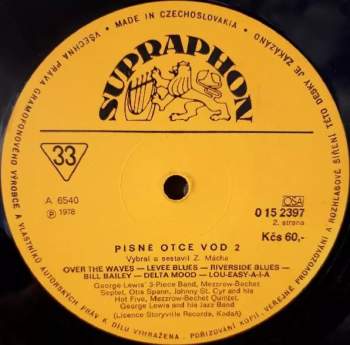 • MADE IN CZECHOSLOVAKIA •
VŠECHNA PRÁVA GRAMOFONOVÉHO VÝROBCE A VLASTNÍKA AUTORSKÝCH PRÁV K DÍLU VYHRAŽENA. POŘIZOVÁNÍ KOPIÍ, VEŘEJNÉ PROVOZOVÁNÍ A ROZHLASOVÉ ŠÍŘENÍ TÉTO DESKY JE ZAKÁZÁNO
SUPRAPHON
33
A 6540
℗ 1978
OSA
0 15 2397
2. strana
Kčs 60,-
PÍSNĚ OTCE VOD 2
Vybral a sestavil Z. Mácha
OVER THE WAVES — LEVEE BLUES — RIVERSIDE BLUES —
BILL BAILEY — DELTA MOOD — LOU-EASY-A-I-A
George Lewis' 3-Piece Band, Mezzrow-Bechet
Septet, Otis Spann, Johnny St. Cyr and his
Hot Five, Mezzrow-Bechet Quintet,
George Lewis and his Jazz Band
(Licence Storyville Records, Kodaň)